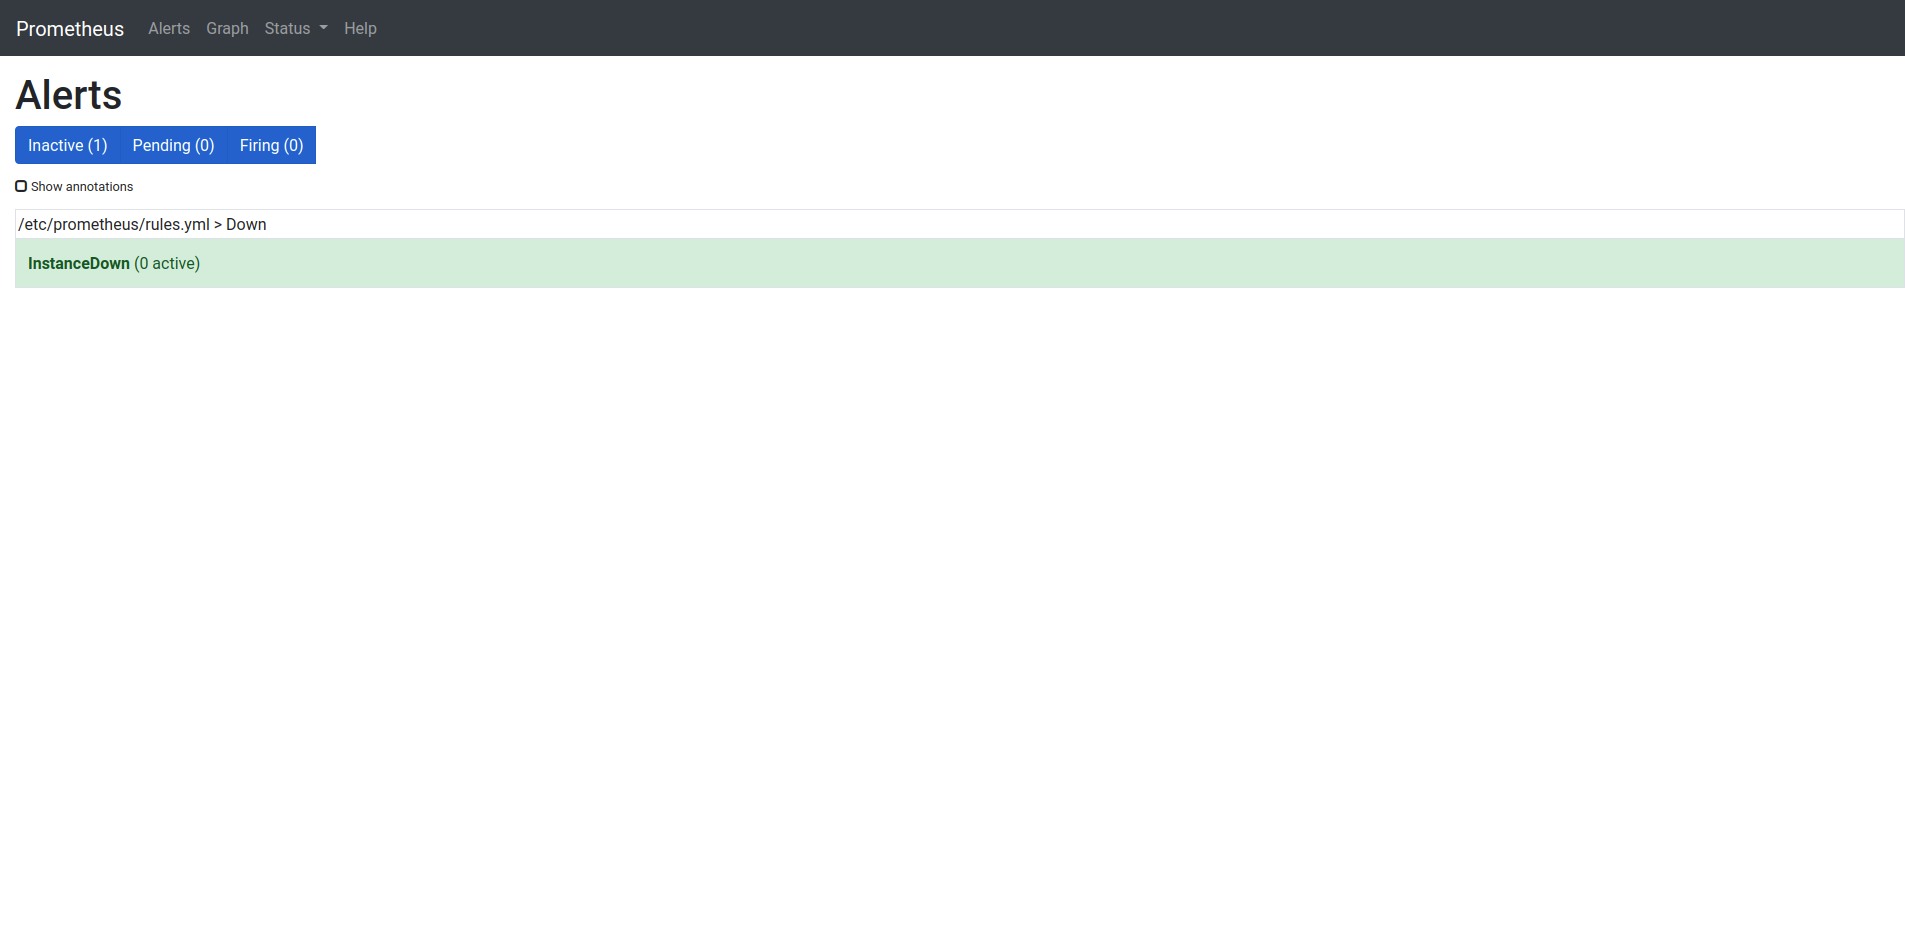 Prometheus Alerts Graph Status Help
Alerts
Inactive (1) Pending (0) Firing (0)
Show annotations
/etc/prometheus/rules.yml > Down
InstanceDown (0 active)